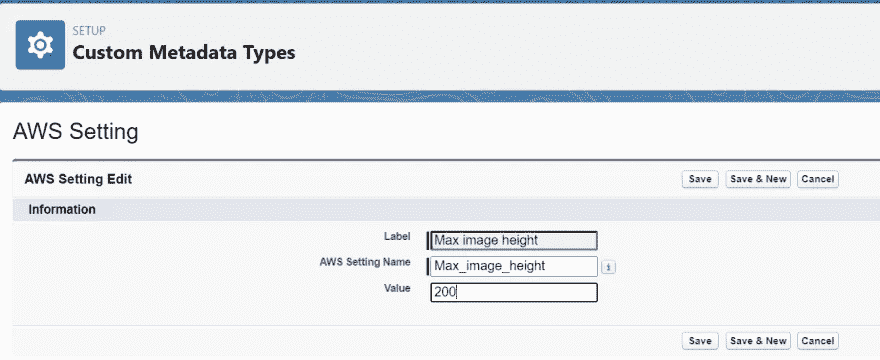 SETUP
Custom Metadata Types
AWS Setting
AWS Setting Edit
Save Save & New Cancel
Information
Label Max image height
AWS Setting Name Max_image_height i
Value 200
Save Save & New Cancel